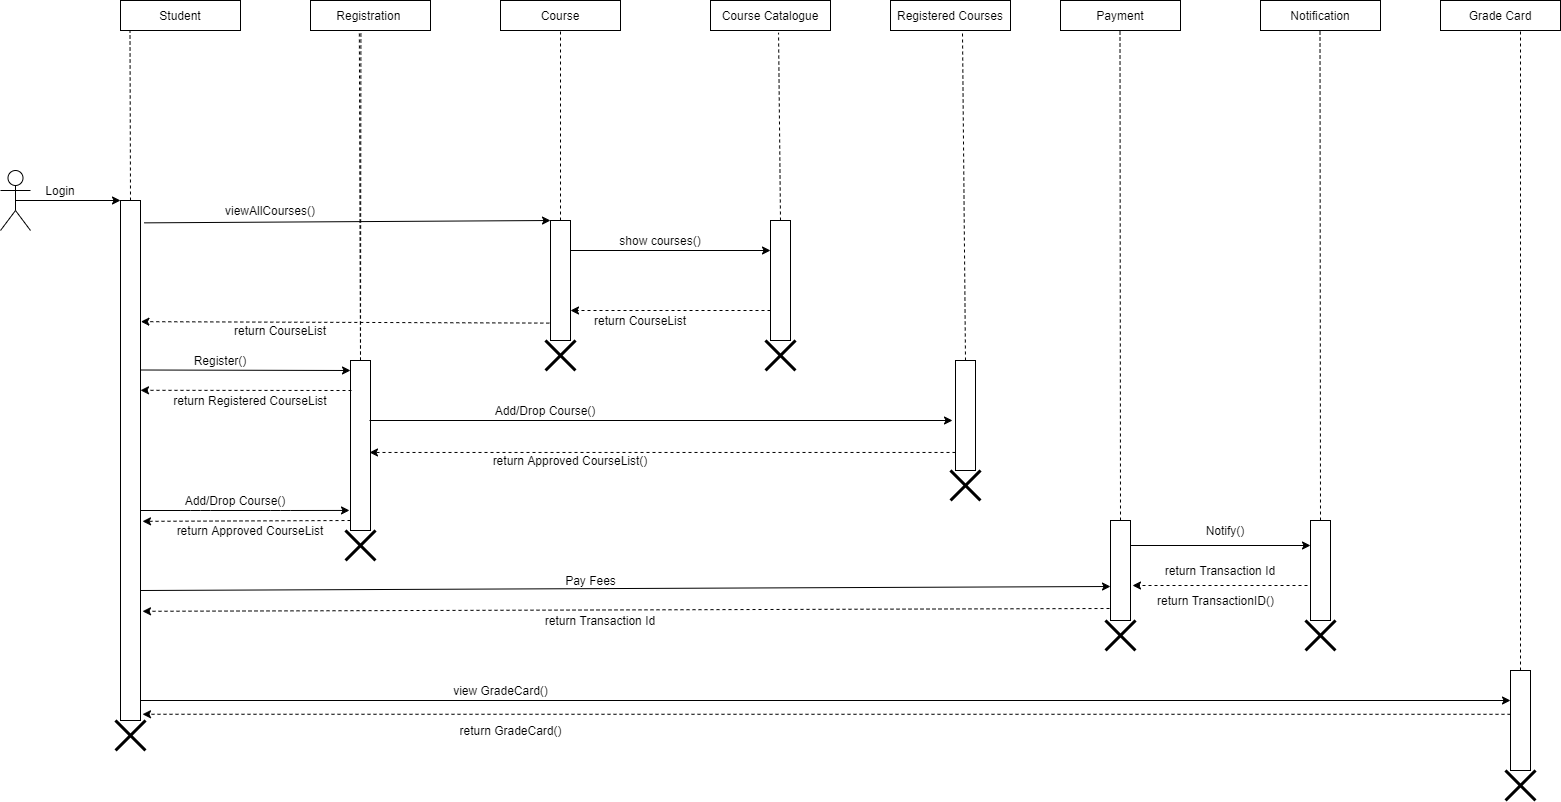 Student
Registration
Course
Course Catalogue
Registered Courses
Payment
Notification
Grade Card
Login
viewAllCourses()
show courses()
return CourseList
return CourseList
Register()
return Registered CourseList
Add/Drop Course()
return Approved CourseList()
Add/Drop Course()
return Approved CourseList
Notify()
return Transaction Id
Pay Fees
return TransactionID()
return Transaction Id
view GradeCard()
return GradeCard()